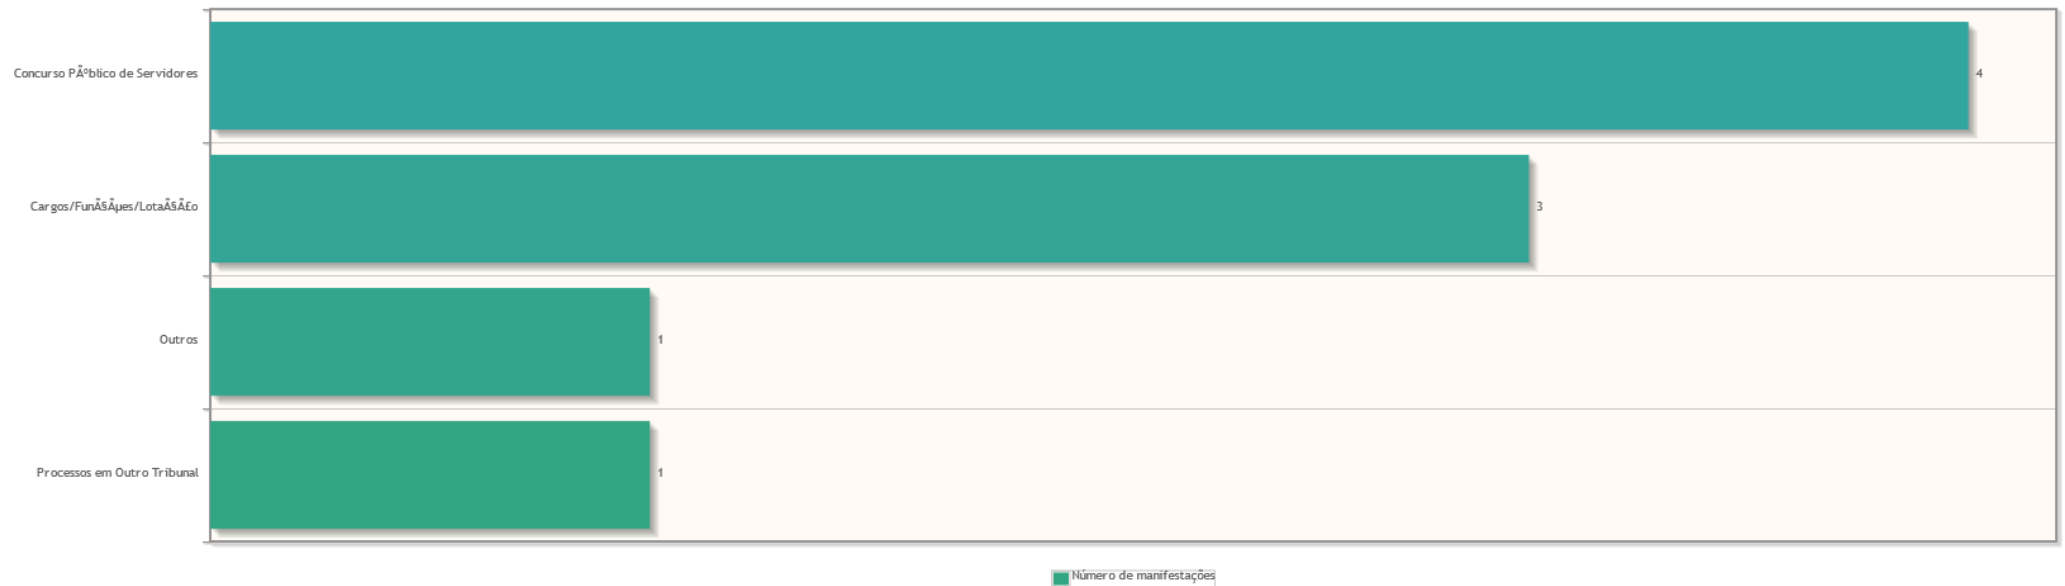 Concurso PÃºblico de Servidores
4
Cargos/FunÃ§Ãµes/LotaÃ§Ã£o
3
Outros
1
Processos em Outro Tribunal
1
Número de manifestações